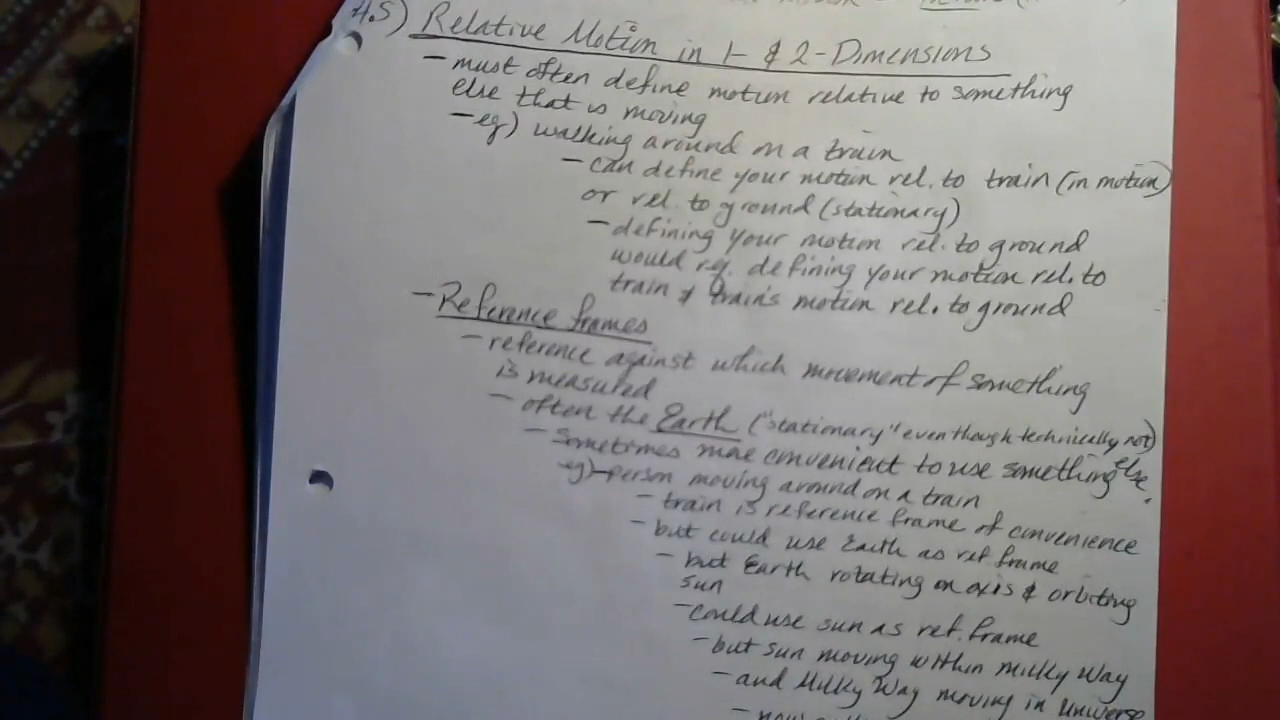 4.5) Relative Motion in 1- & 2-Dimensions
- must often define motion relative to something
else that is moving
- eg) walking around on a train
- can define your motion rel. to train (in motion)
or rel. to ground (stationary)
- defining your motion rel. to ground
would req. defining your motion rel. to
train & train's motion rel. to ground
- Reference frames
- reference against which movement of something
is measured
- often the Earth ("stationary" even though technically not)
- sometimes more convenient to use something else.
eg) - person moving around on a train
- train is reference frame of convenience
- but could use Earth as ref frame
- but Earth rotating on axis & orbiting
sun
- could use sun as ref. frame
- but sun moving within Milky Way
- and Milky Way moving in Universe